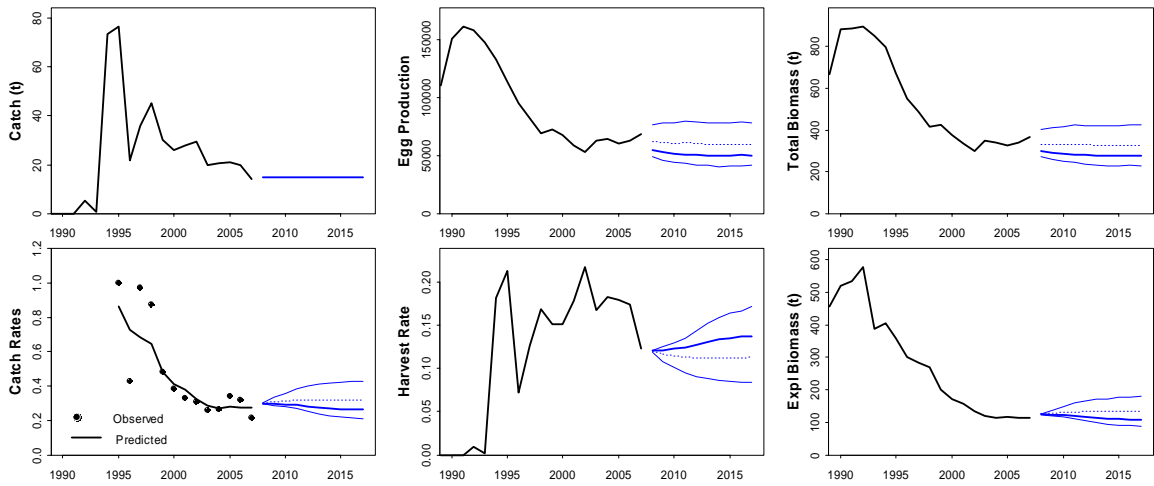 Catch (t)
0 20 40 60 80
1990 1995 2000 2005 2010 2015
Egg Production
0 50000 100000 150000
1990 1995 2000 2005 2010 2015
Total Biomass (t)
0 200 400 600 800
1990 1995 2000 2005 2010 2015
Catch Rates
0.0 0.2 0.4 0.6 0.8 1.0 1.2
Observed
Predicted
1990 1995 2000 2005 2010 2015
Harvest Rate
0.00 0.05 0.10 0.15 0.20
1990 1995 2000 2005 2010 2015
Expl Biomass (t)
0 100 200 300 400 500 600
1990 1995 2000 2005 2010 2015